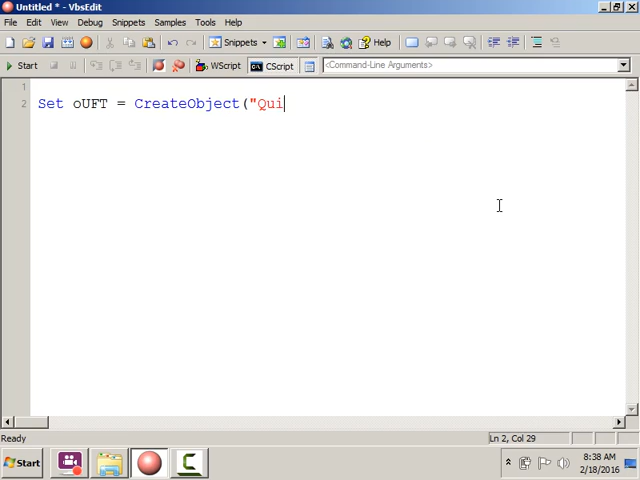 Untitled * - VbsEdit
File Edit View Debug Snippets Samples Tools Help
Snippets Help
Start WScript CScript <Command-Line Arguments>
1
2 Set oUFT = CreateObject("Qui
Ready Ln 2, Col 29
Start 8:38 AM
2/18/2016